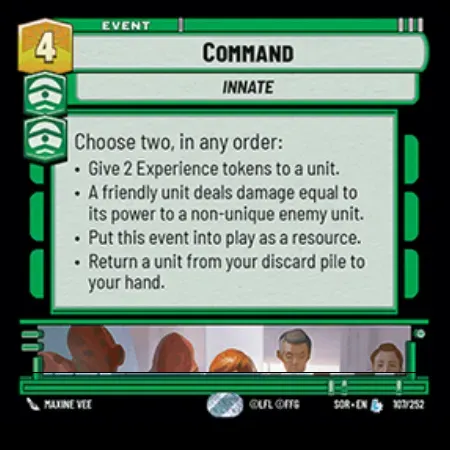 EVENT
4
COMMAND
INNATE
Choose two, in any order:
• Give 2 Experience tokens to a unit.
• A friendly unit deals damage equal to
its power to a non-unique enemy unit.
• Put this event into play as a resource.
• Return a unit from your discard pile to
your hand.
MAXINE VEE ©LFL ©FFG SOR • EN 107/252